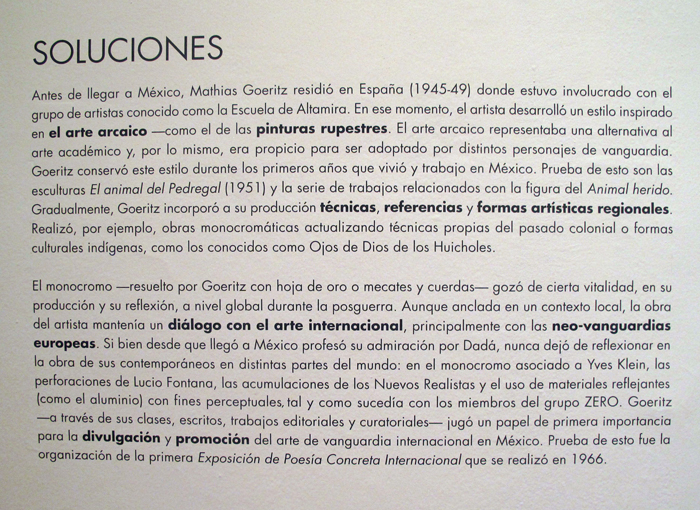 SOLUCIONES
Antes de llegar a México, Mathias Goeritz residió en España (1945-49) donde estuvo involucrado con el
grupo de artistas conocido como la Escuela de Altamira. En ese momento, el artista desarrolló un estilo inspirado
en el arte arcaico —como el de las pinturas rupestres. El arte arcaico representaba una alternativa al
arte académico y, por lo mismo, era propicio para ser adoptado por distintos personajes de vanguardia.
Goeritz conservó este estilo durante los primeros años que vivió y trabajo en México. Prueba de esto son las
esculturas El animal del Pedregal (1951) y la serie de trabajos relacionados con la figura del Animal herido.
Gradualmente, Goeritz incorporó a su producción técnicas, referencias y formas artísticas regionales.
Realizó, por ejemplo, obras monocromáticas actualizando técnicas propias del pasado colonial o formas
culturales indígenas, como los conocidos como Ojos de Dios de los Huicholes.
El monocromo —resuelto por Goeritz con hoja de oro o mecates y cuerdas— gozó de cierta vitalidad, en su
producción y su reflexión, a nivel global durante la posguerra. Aunque anclada en un contexto local, la obra
del artista mantenía un diálogo con el arte internacional, principalmente con las neo-vanguardias
europeas. Si bien desde que llegó a México profesó su admiración por Dadá, nunca dejó de reflexionar en
la obra de sus contemporáneos en distintas partes del mundo: en el monocromo asociado a Yves Klein, las
perforaciones de Lucio Fontana, las acumulaciones de los Nuevos Realistas y el uso de materiales reflejantes
(como el aluminio) con fines perceptuales, tal y como sucedía con los miembros del grupo ZERO. Goeritz
—a través de sus clases, escritos, trabajos editoriales y curatoriales— jugó un papel de primera importancia
para la divulgación y promoción del arte de vanguardia internacional en México. Prueba de esto fue la
organización de la primera Exposición de Poesía Concreta Internacional que se realizó en 1966.